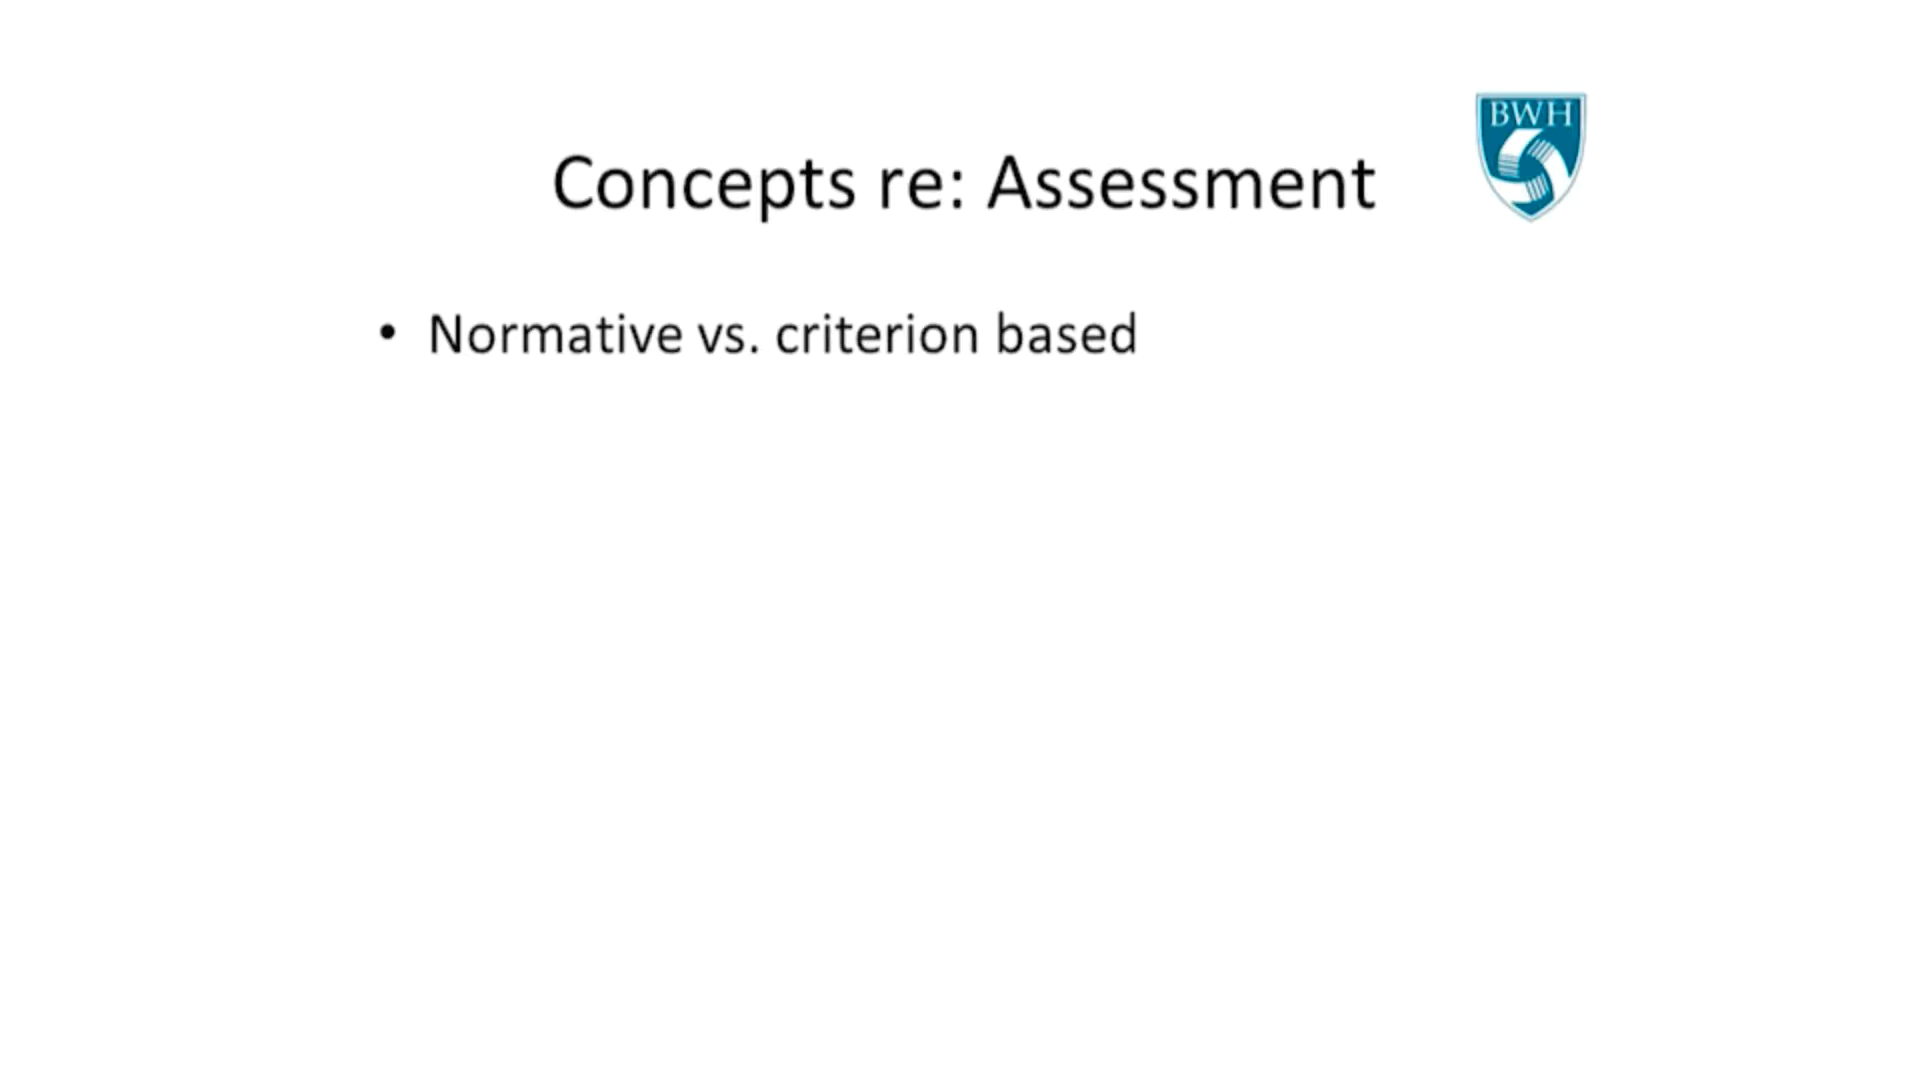 BWH
Concepts re: Assessment
• Normative vs. criterion based